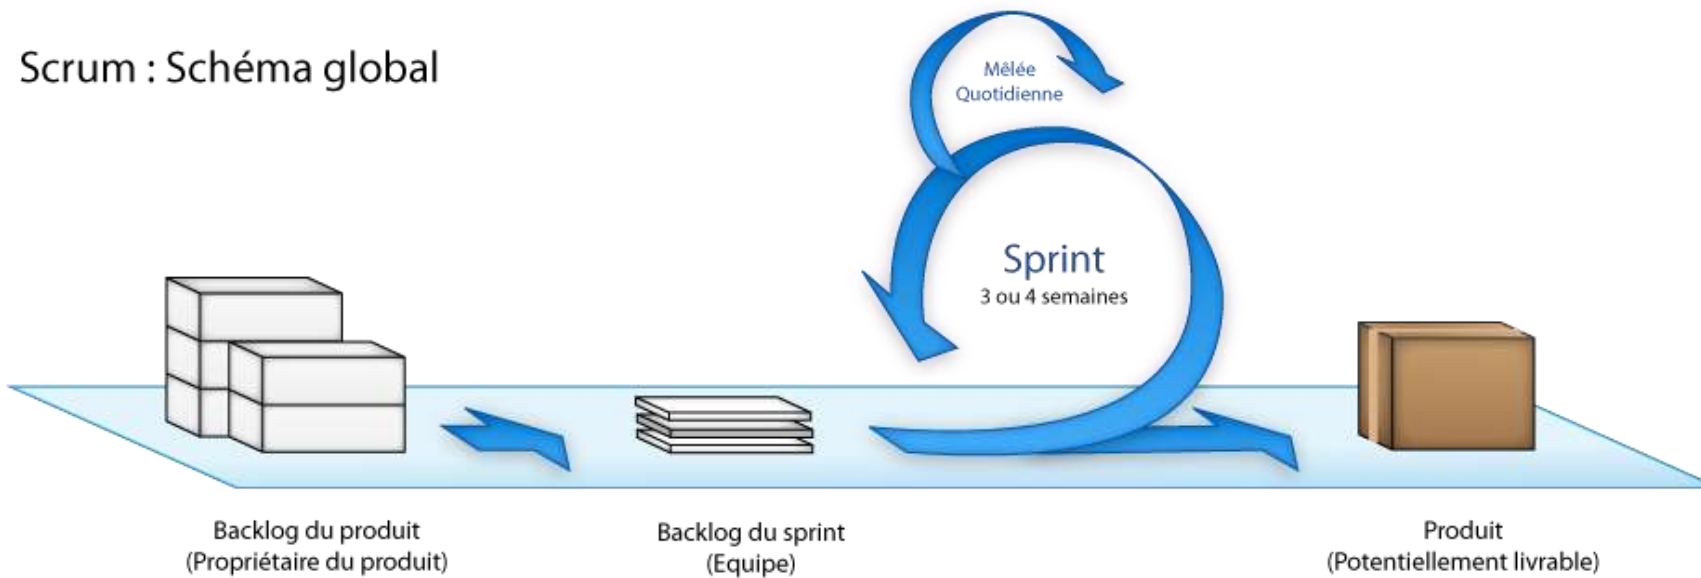 Scrum : Schéma global
Mêlée
Quotidienne
Sprint
3 ou 4 semaines
Backlog du produit
(Propriétaire du produit)
Backlog du sprint
(Equipe)
Produit
(Potentiellement livrable)